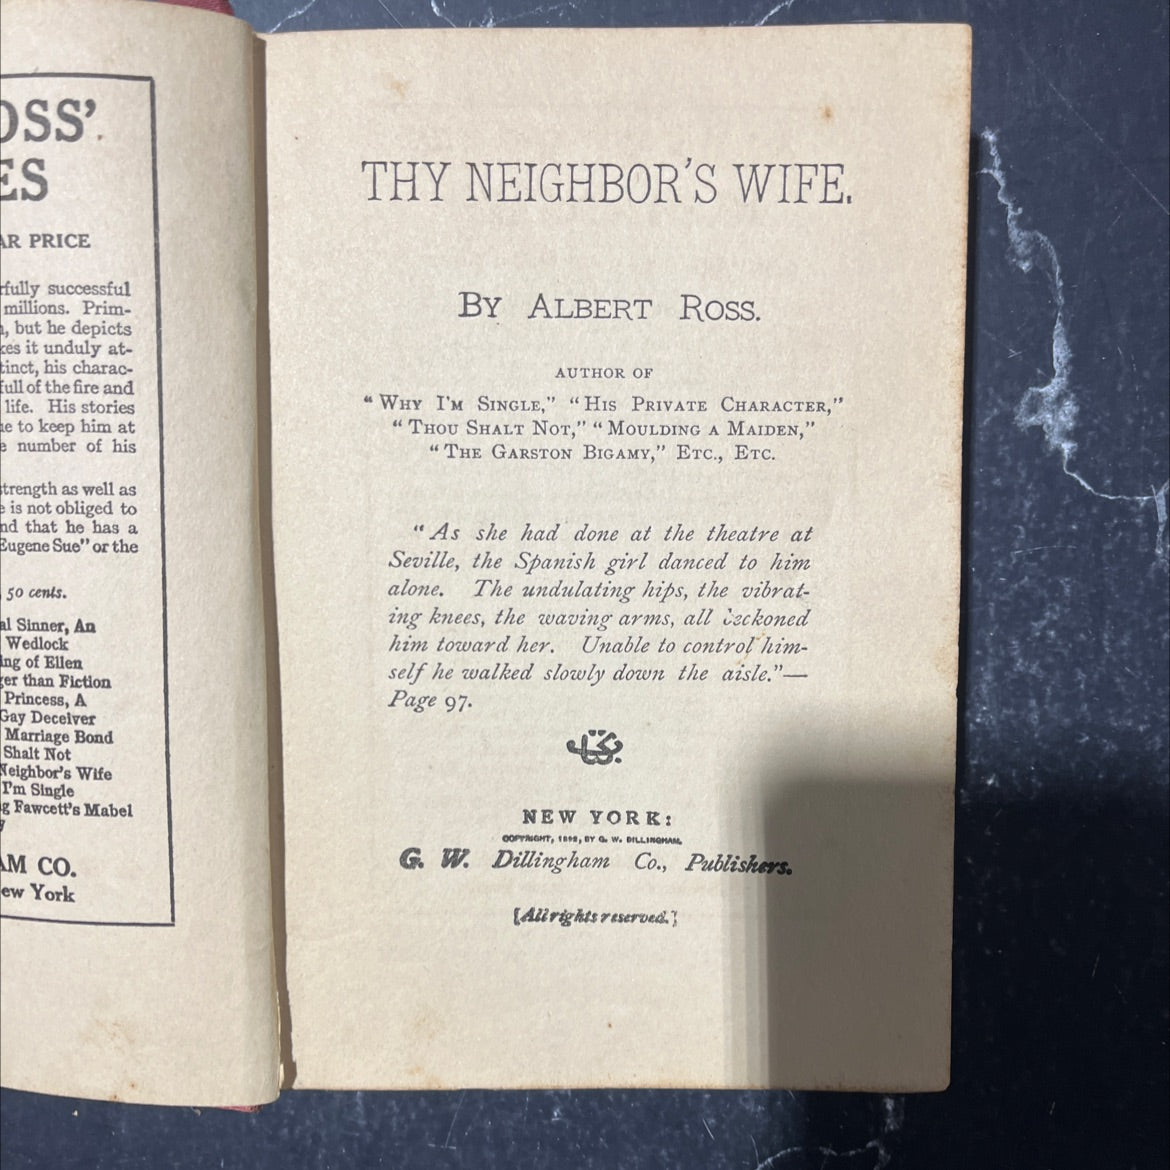 OSS'.
ES
AR PRICE
rfully successful
millions. Prim-
, but he depicts
kes it unduly at-
tinct, his charac-
full of the fire and
life. His stories
e to keep him at
e number of his
strength as well as
e is not obliged to
nd that he has a
Eugene Sue" or the
, 50 cents.
al Sinner, An
Wedlock
ing of Ellen
ger than Fiction
Princess, A
Gay Deceiver
Marriage Bond
Shalt Not
Neighbor's Wife
I'm Single
g Fawcett's Mabel
y
AM CO.
ew York
THY NEIGHBOR'S WIFE.
BY ALBERT ROSS.
AUTHOR OF
"WHY I'M SINGLE," "HIS PRIVATE CHARACTER,"
"THOU SHALT NOT," "MOULDING A MAIDEN,"
"THE GARSTON BIGAMY," ETC., ETC.
"As she had done at the theatre at
Seville, the Spanish girl danced to him
alone. The undulating hips, the vibrat-
ing knees, the waving arms, all beckoned
him toward her. Unable to control him-
self he walked slowly down the aisle."—
Page 97.
NEW YORK:
COPYRIGHT, 1892, BY G. W. DILLINGHAM,
G. W. Dillingham Co., Publishers.
[All rights reserved.]